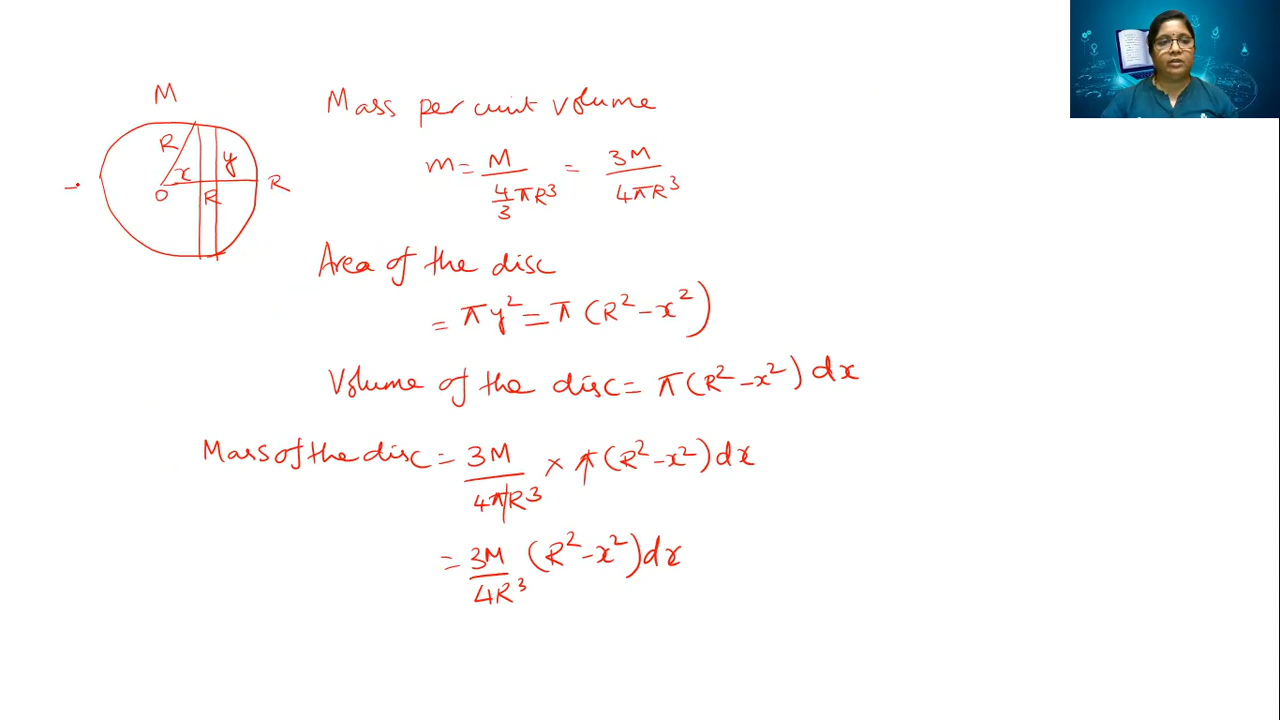 M
R
x
y
O
R
R
Mass per unit volume
m = M / (4/3 πR³) = 3M / 4πR³
Area of the disc
= πy² = π(R² - x²)
Volume of the disc = π(R² - x²) dx
Mass of the disc = 3M / 4πR³ × π(R² - x²) dx
= 3M / 4R³ (R² - x²) dx